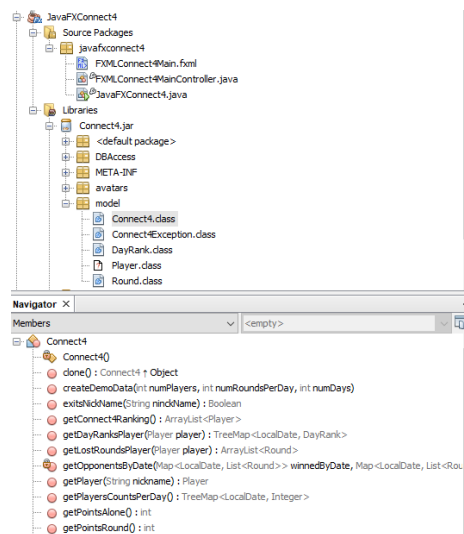 JavaFXConnect4
Source Packages
javafxconnect4
FXMLConnect4Main.fxml
FXMLConnect4MainController.java
JavaFXConnect4.java
Libraries
Connect4.jar
<default package>
DBAccess
META-INF
avatars
model
Connect4.class
Connect4Exception.class
DayRank.class
Player.class
Round.class
Navigator ×
Members <empty>
Connect4
Connect4()
clone() : Connect4 ↑ Object
createDemoData(int numPlayers, int numRoundsPerDay, int numDays)
exitsNickName(String ninckName) : Boolean
getConnect4Ranking() : ArrayList<Player>
getDayRanksPlayer(Player player) : TreeMap<LocalDate, DayRank>
getLostRoundsPlayer(Player player) : ArrayList<Round>
getOpponentsByDate(Map<LocalDate, List<Round>> winnedByDate, Map<LocalDate, List<Rou
getPlayer(String nickname) : Player
getPlayersCountsPerDay() : TreeMap<LocalDate, Integer>
getPointsAlone() : int
getPointsRound() : int